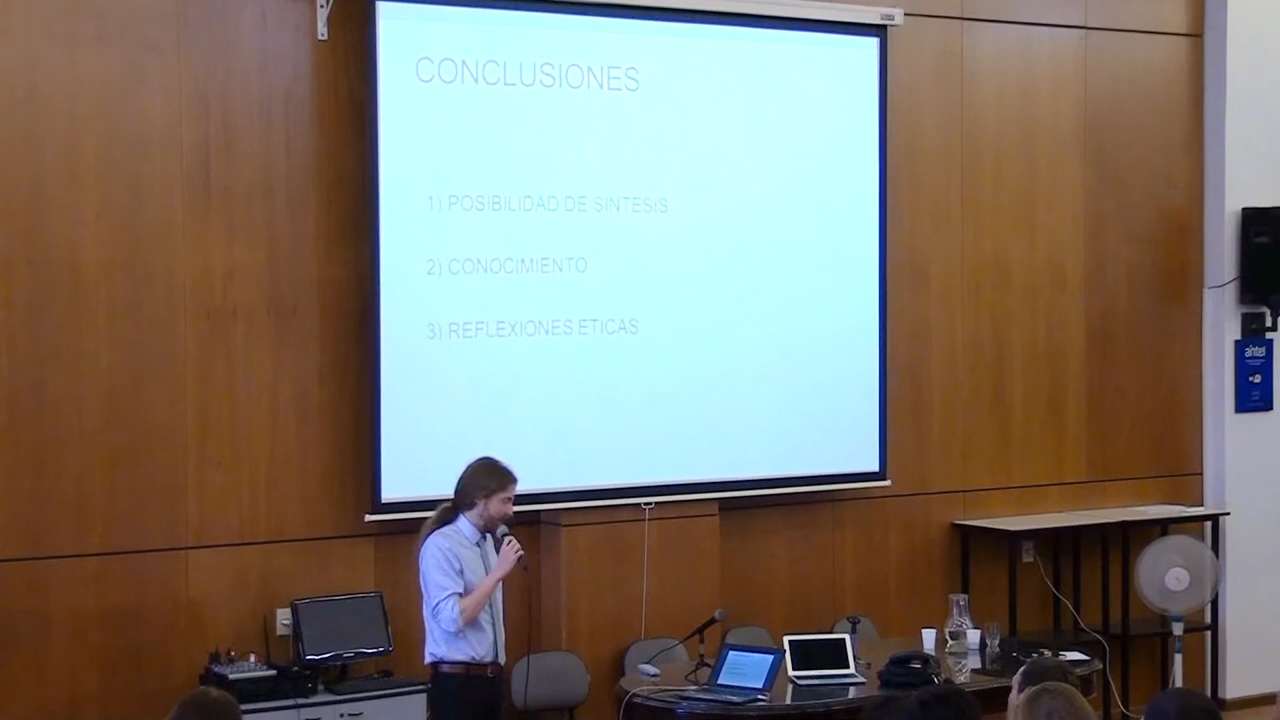 CONCLUSIONES
1) POSIBILIDAD DE SINTESIS
2) CONOCIMIENTO
3) REFLEXIONES ETICAS
antel